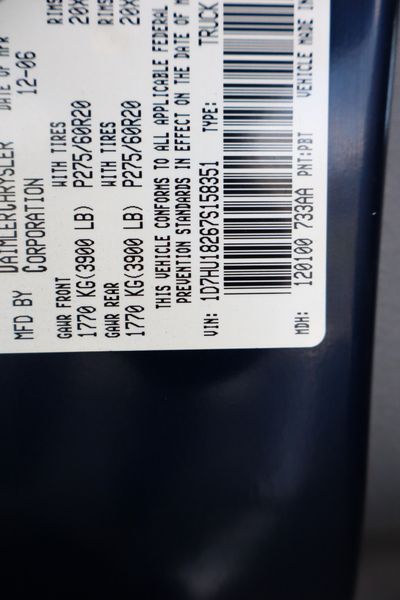 MFD BY DAIMLERCHRYSLER CORPORATION
DATE OF MFR 12-06
GAWR FRONT WITH TIRES RIMS
1770 KG(3900 LB) P275/60R20
GAWR REAR WITH TIRES RIMS
1770 KG(3900 LB) P275/60R20
THIS VEHICLE CONFORMS TO ALL APPLICABLE FEDERAL
PREVENTION STANDARDS IN EFFECT ON THE DATE OF
VIN: 1D7HU18267S158351 TYPE: TRUCK
MDH: 120100 733AA PNT:PBT VEHICLE MADE IN